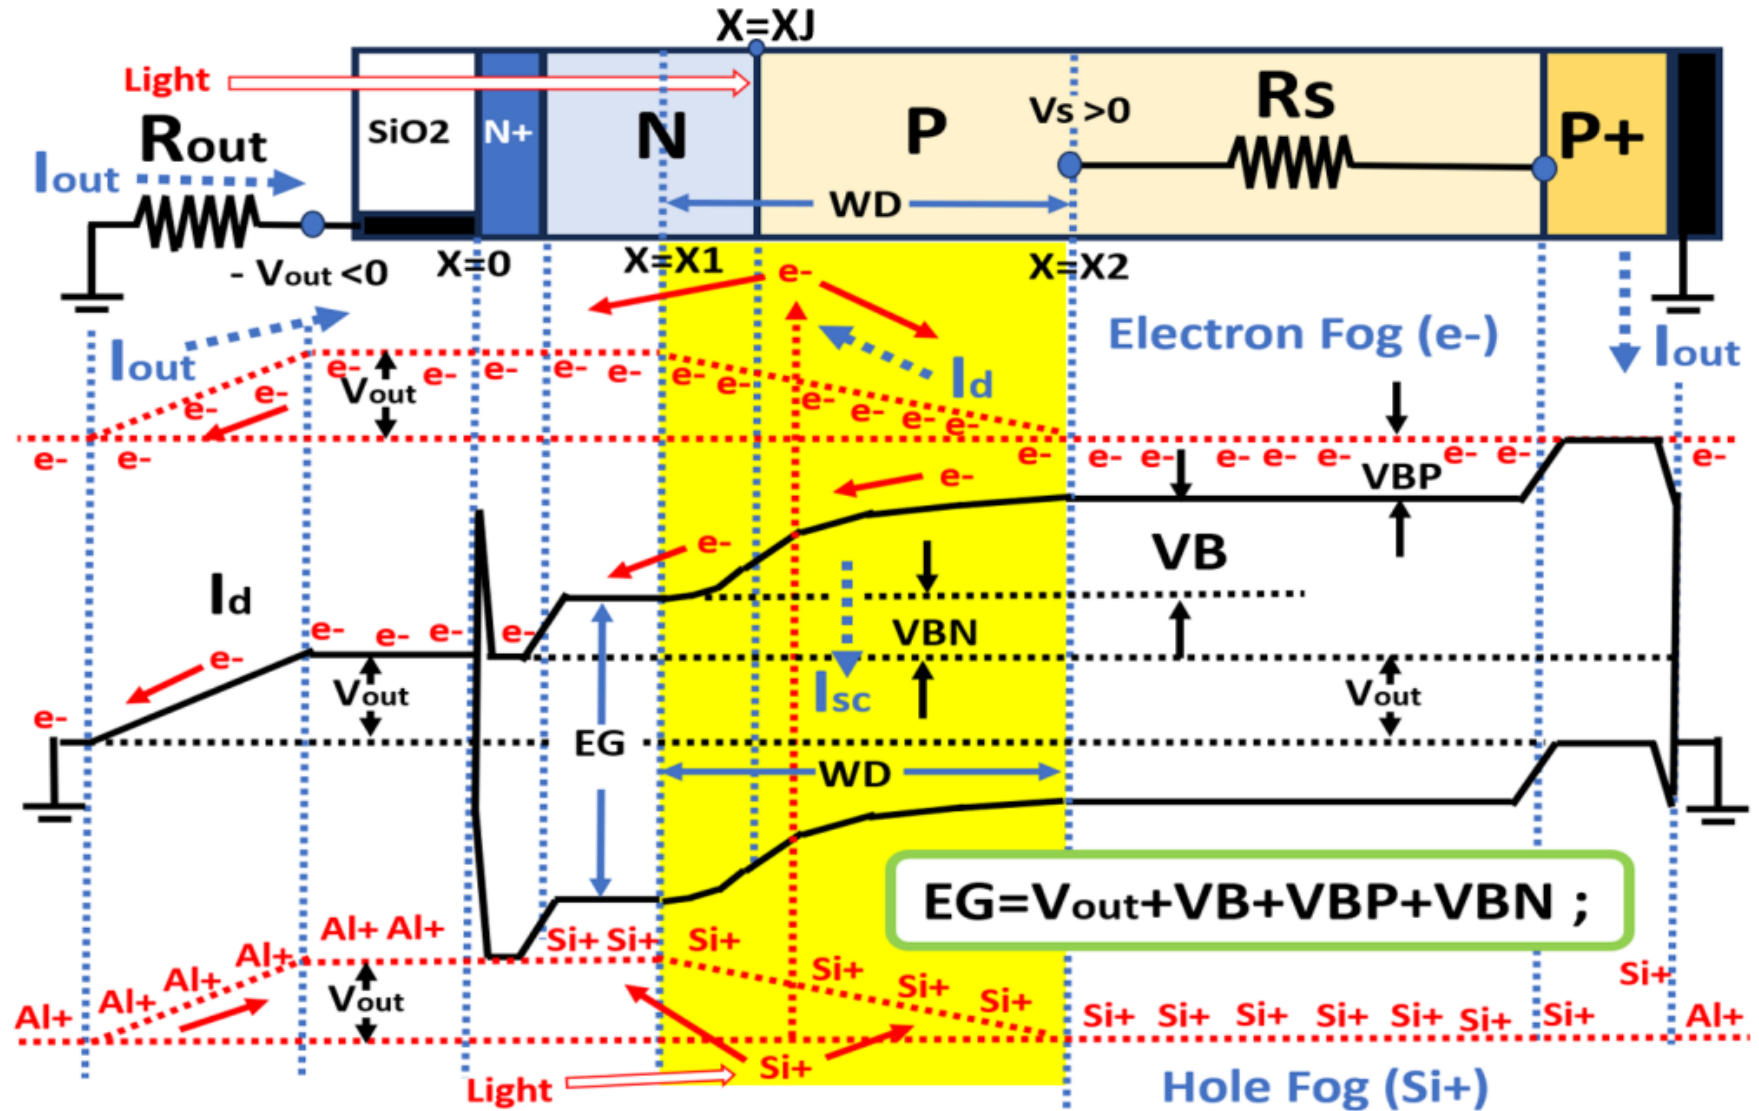 X=XJ
Light
SiO2
N+
N
P
Vs >0
Rs
P+
Rout
Iout
WD
- Vout <0
X=0
X=X1
X=X2
e-
Electron Fog (e-)
Iout
Iout
Id
e- e- e- e- e- e- e-
Vout
e- e- e- e- e- e-
e- e-
e- e- e- e- e- e- e- e- e-
VBP
e-
e-
VB
Id
VBN
e- e- e- e-
e-
Vout
Isc
Vout
e-
EG
WD
EG=Vout+VB+VBP+VBN ;
Al+ Al+
Si+ Si+ Si+
Al+
Al+
Al+
Al+
Vout
Si+
Si+
Si+
Si+
Si+ Si+ Si+ Si+ Si+ Si+ Si+
Al+
Si+
Light
Hole Fog (Si+)